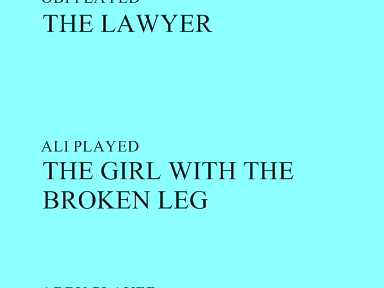 THE LAWYER
ALI PLAYED
THE GIRL WITH THE
BROKEN LEG